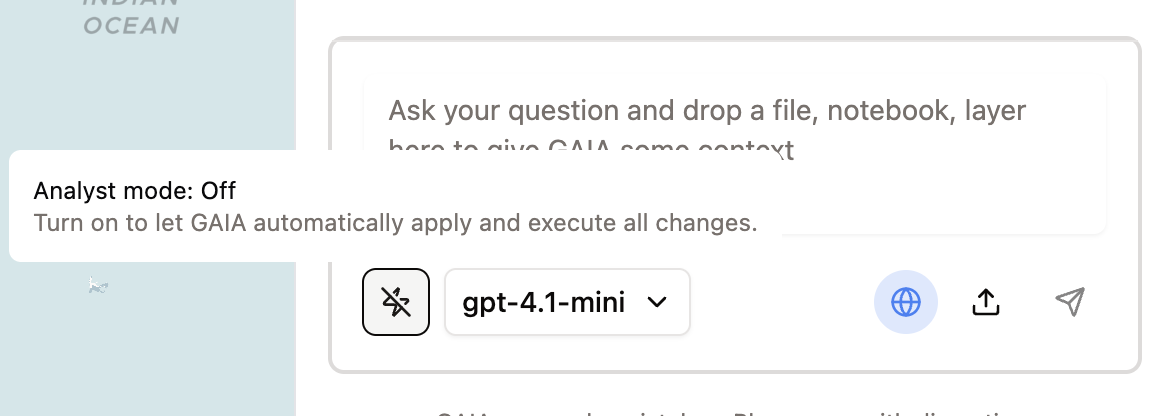 INDIAN
OCEAN
Ask your question and drop a file, notebook, layer
here to give GAIA some context
Analyst mode: Off
Turn on to let GAIA automatically apply and execute all changes.
gpt-4.1-mini